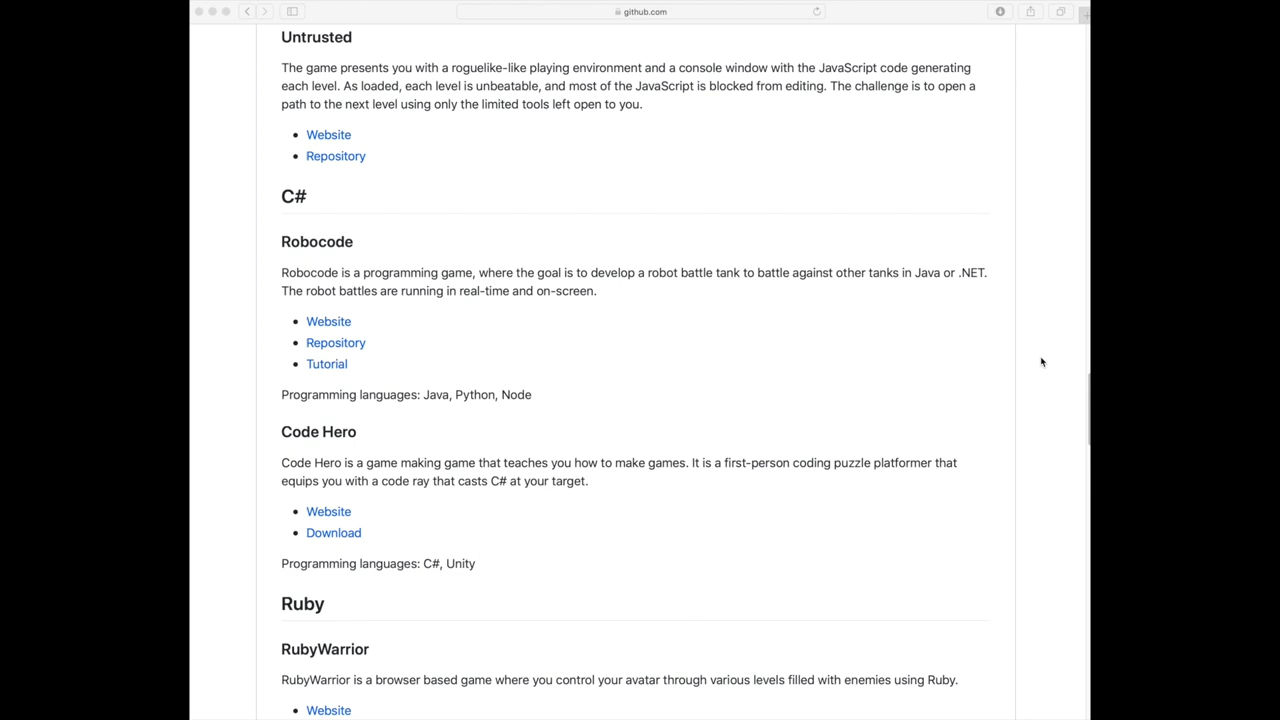 github.com
Untrusted
The game presents you with a roguelike-like playing environment and a console window with the JavaScript code generating
each level. As loaded, each level is unbeatable, and most of the JavaScript is blocked from editing. The challenge is to open a
path to the next level using only the limited tools left open to you.
Website
Repository
C#
Robocode
Robocode is a programming game, where the goal is to develop a robot battle tank to battle against other tanks in Java or .NET.
The robot battles are running in real-time and on-screen.
Website
Repository
Tutorial
Programming languages: Java, Python, Node
Code Hero
Code Hero is a game making game that teaches you how to make games. It is a first-person coding puzzle platformer that
equips you with a code ray that casts C# at your target.
Website
Download
Programming languages: C#, Unity
Ruby
RubyWarrior
RubyWarrior is a browser based game where you control your avatar through various levels filled with enemies using Ruby.
Website